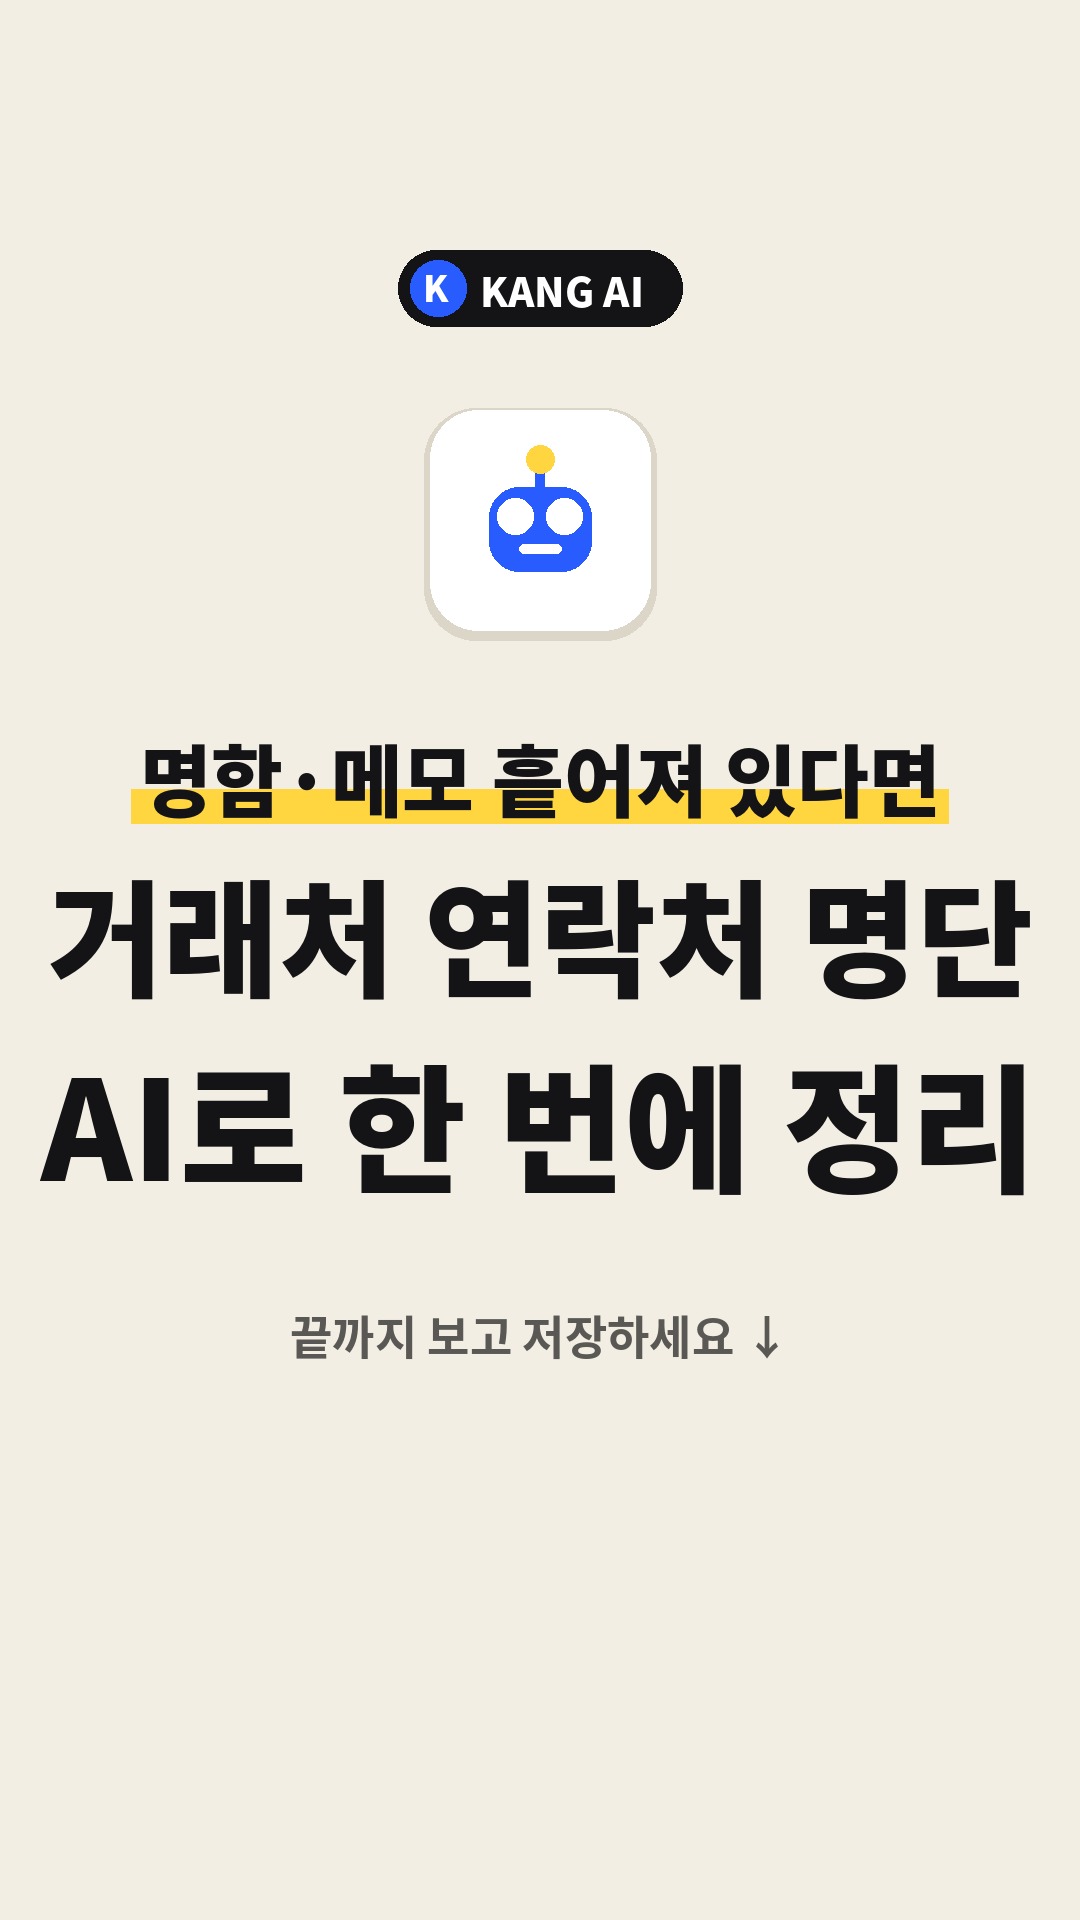 K KANG AI
명함·메모 흩어져 있다면
거래처 연락처 명단
AI로 한 번에 정리
끝까지 보고 저장하세요 ↓